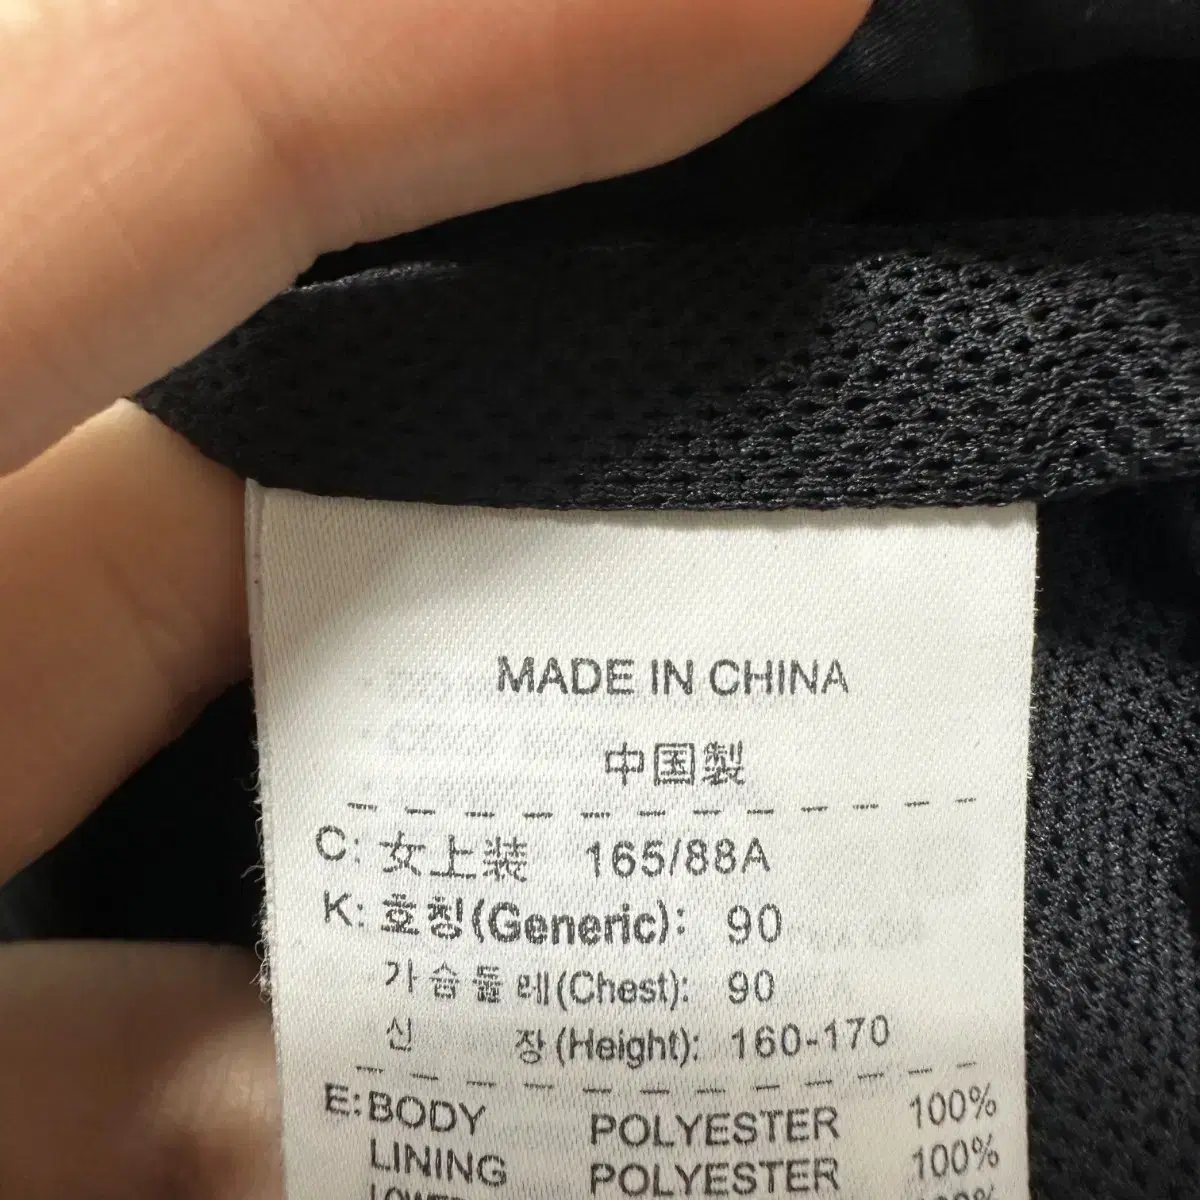 MADE IN CHINA
中国製
C: 女上装 165/88A
K: 호칭(Generic): 90
가슴둘레(Chest): 90
신 장(Height): 160-170
E: BODY POLYESTER 100%
LINING POLYESTER 100%